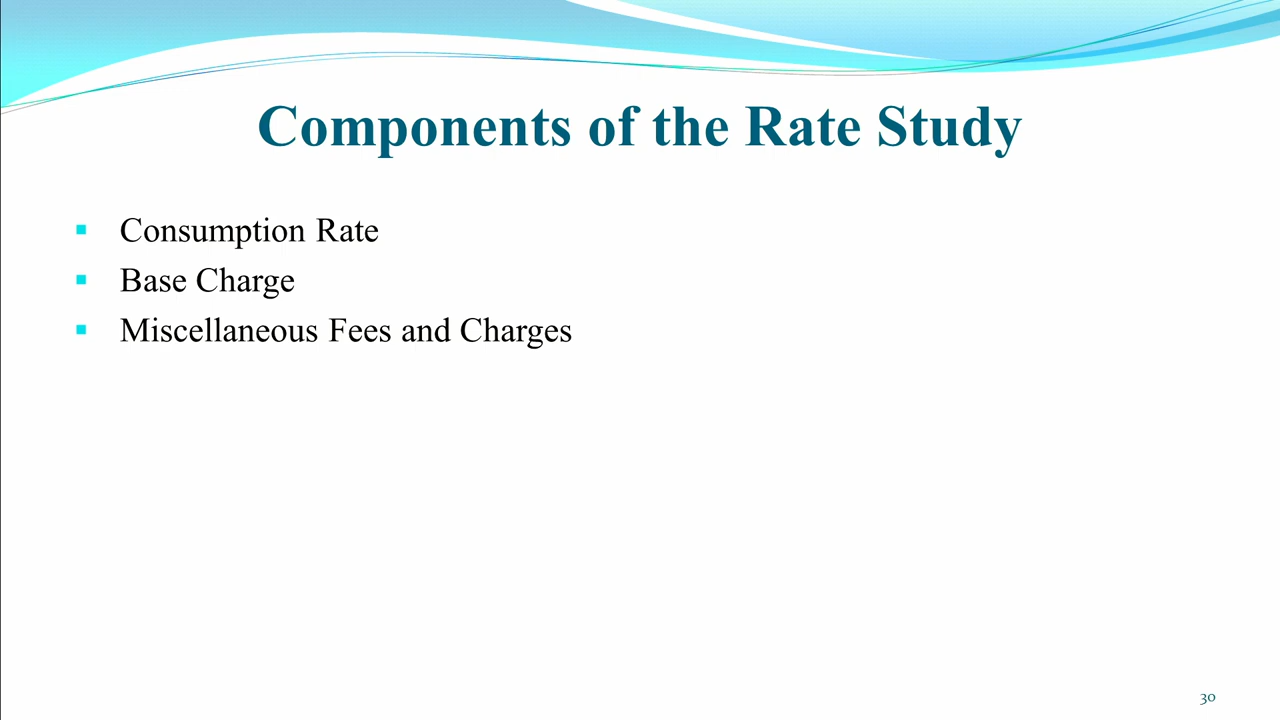 Components of the Rate Study
Consumption Rate
Base Charge
Miscellaneous Fees and Charges
30